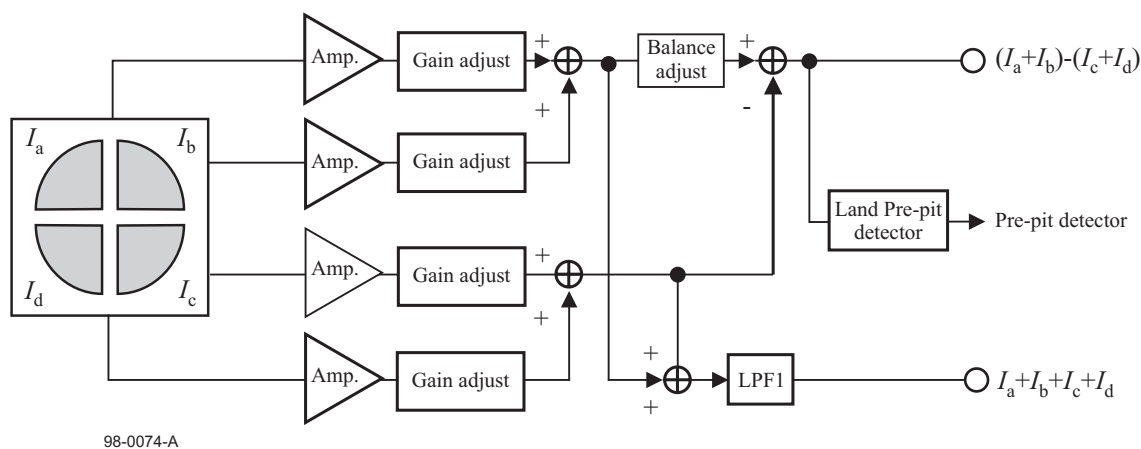 Amp.
Gain adjust
+
+
Balance
adjust
+
-
(Ia+Ib)-(Ic+Id)
Ia
Ib
Amp.
Gain adjust
Land Pre-pit
detector
Pre-pit detector
Id
Ic
Amp.
Gain adjust
+
+
Amp.
Gain adjust
+
+
LPF1
Ia+Ib+Ic+Id
98-0074-A